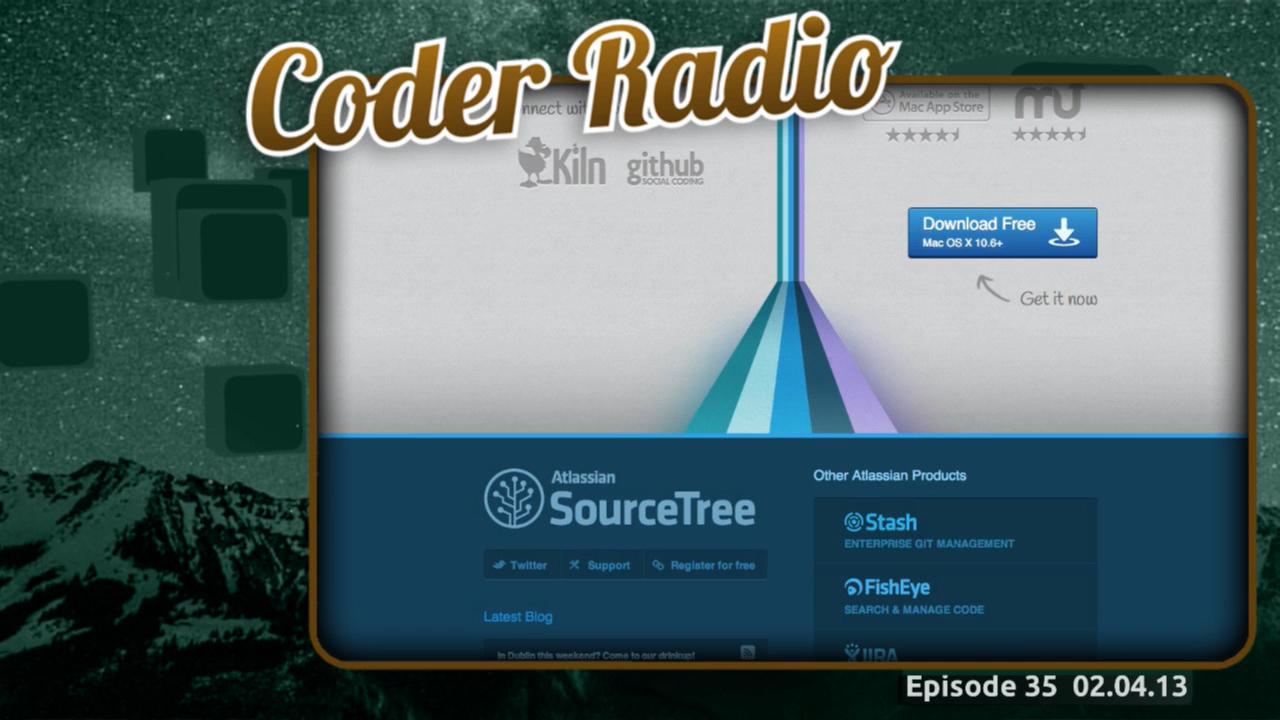 Coder Radio
Available on the
Mac App Store
MU
Kiln
github
SOCIAL CODING
Download Free
Mac OS X 10.6+
Get it now
Atlassian
SourceTree
Other Atlassian Products
Stash
ENTERPRISE GIT MANAGEMENT
Twitter Support Register for free
FishEye
SEARCH & MANAGE CODE
Latest Blog
In Dublin this weekend? Come to our drinkup!
JIRA
Episode 35 02.04.13